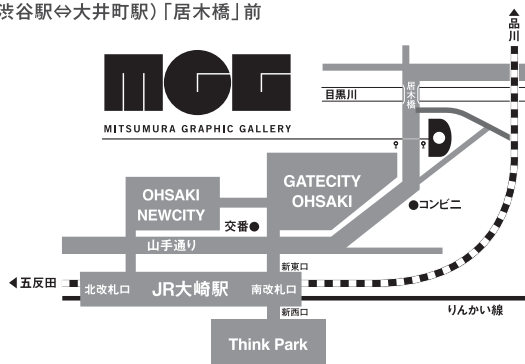 渋谷駅⇔大井町駅)「居木橋」前
品川
MGG
目黒川
居木橋
MITSUMURA GRAPHIC GALLERY
GATECITY
OHSAKI
OHSAKI
NEWCITY
コンビニ
交番
山手通り
新東口
五反田
北改札口
JR大崎駅
南改札口
新西口
りんかい線
Think Park